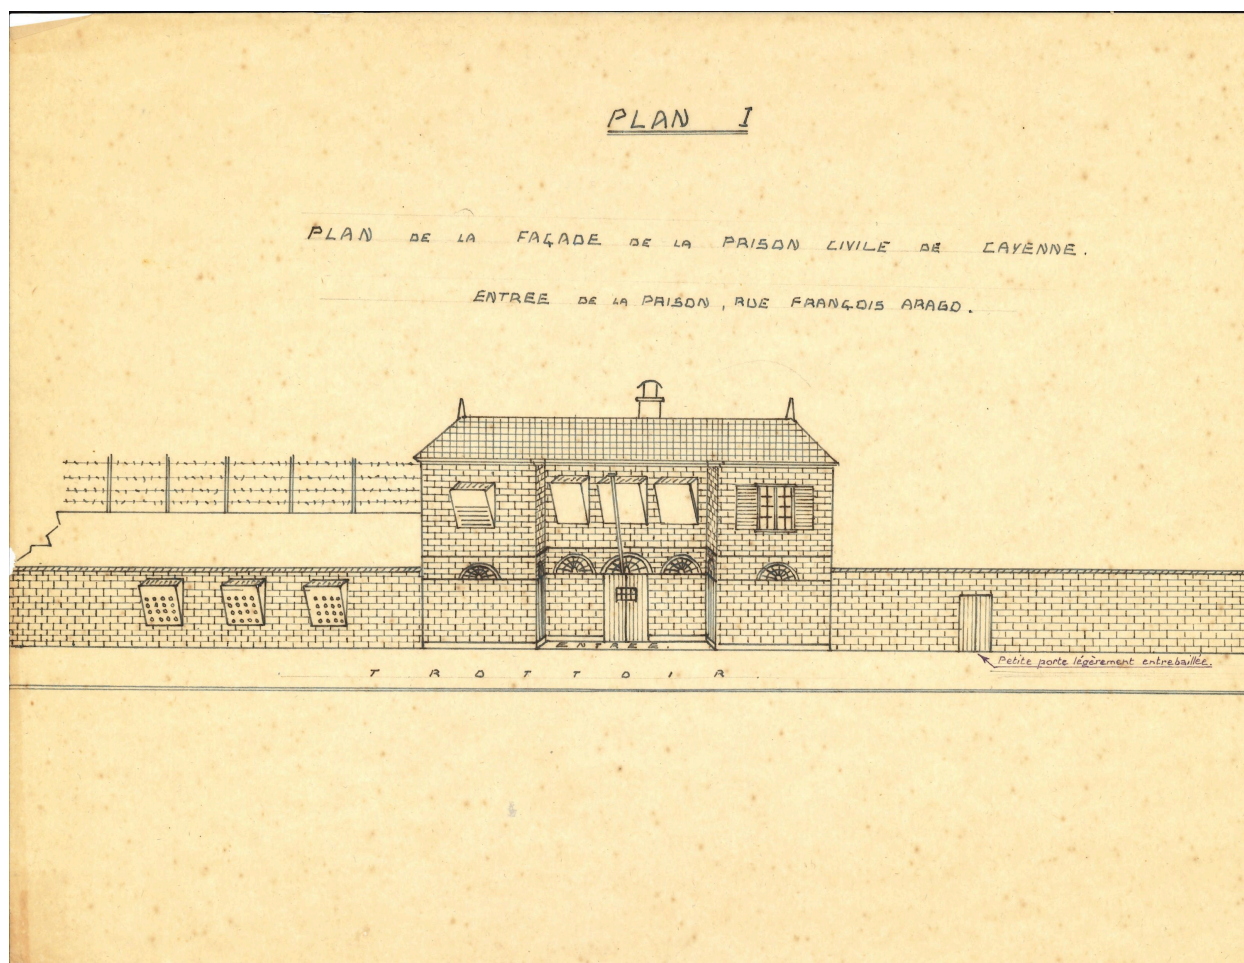 PLAN I
PLAN DE LA FAÇADE DE LA PRISON CIVILE DE CAYENNE.
ENTREE DE LA PRISON, RUE FRANÇOIS ARAGO.
ENTREE.
Petite porte légèrement entrebaillée.
TROTTOIR.